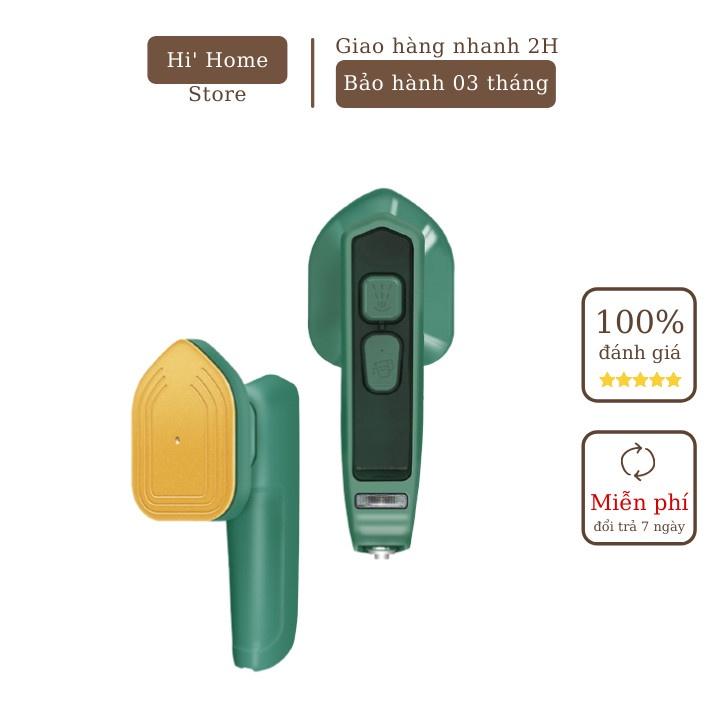 Hi' Home
Store
Giao hàng nhanh 2H
Bảo hành 03 tháng
100%
đánh giá
Miễn phí
đổi trả 7 ngày